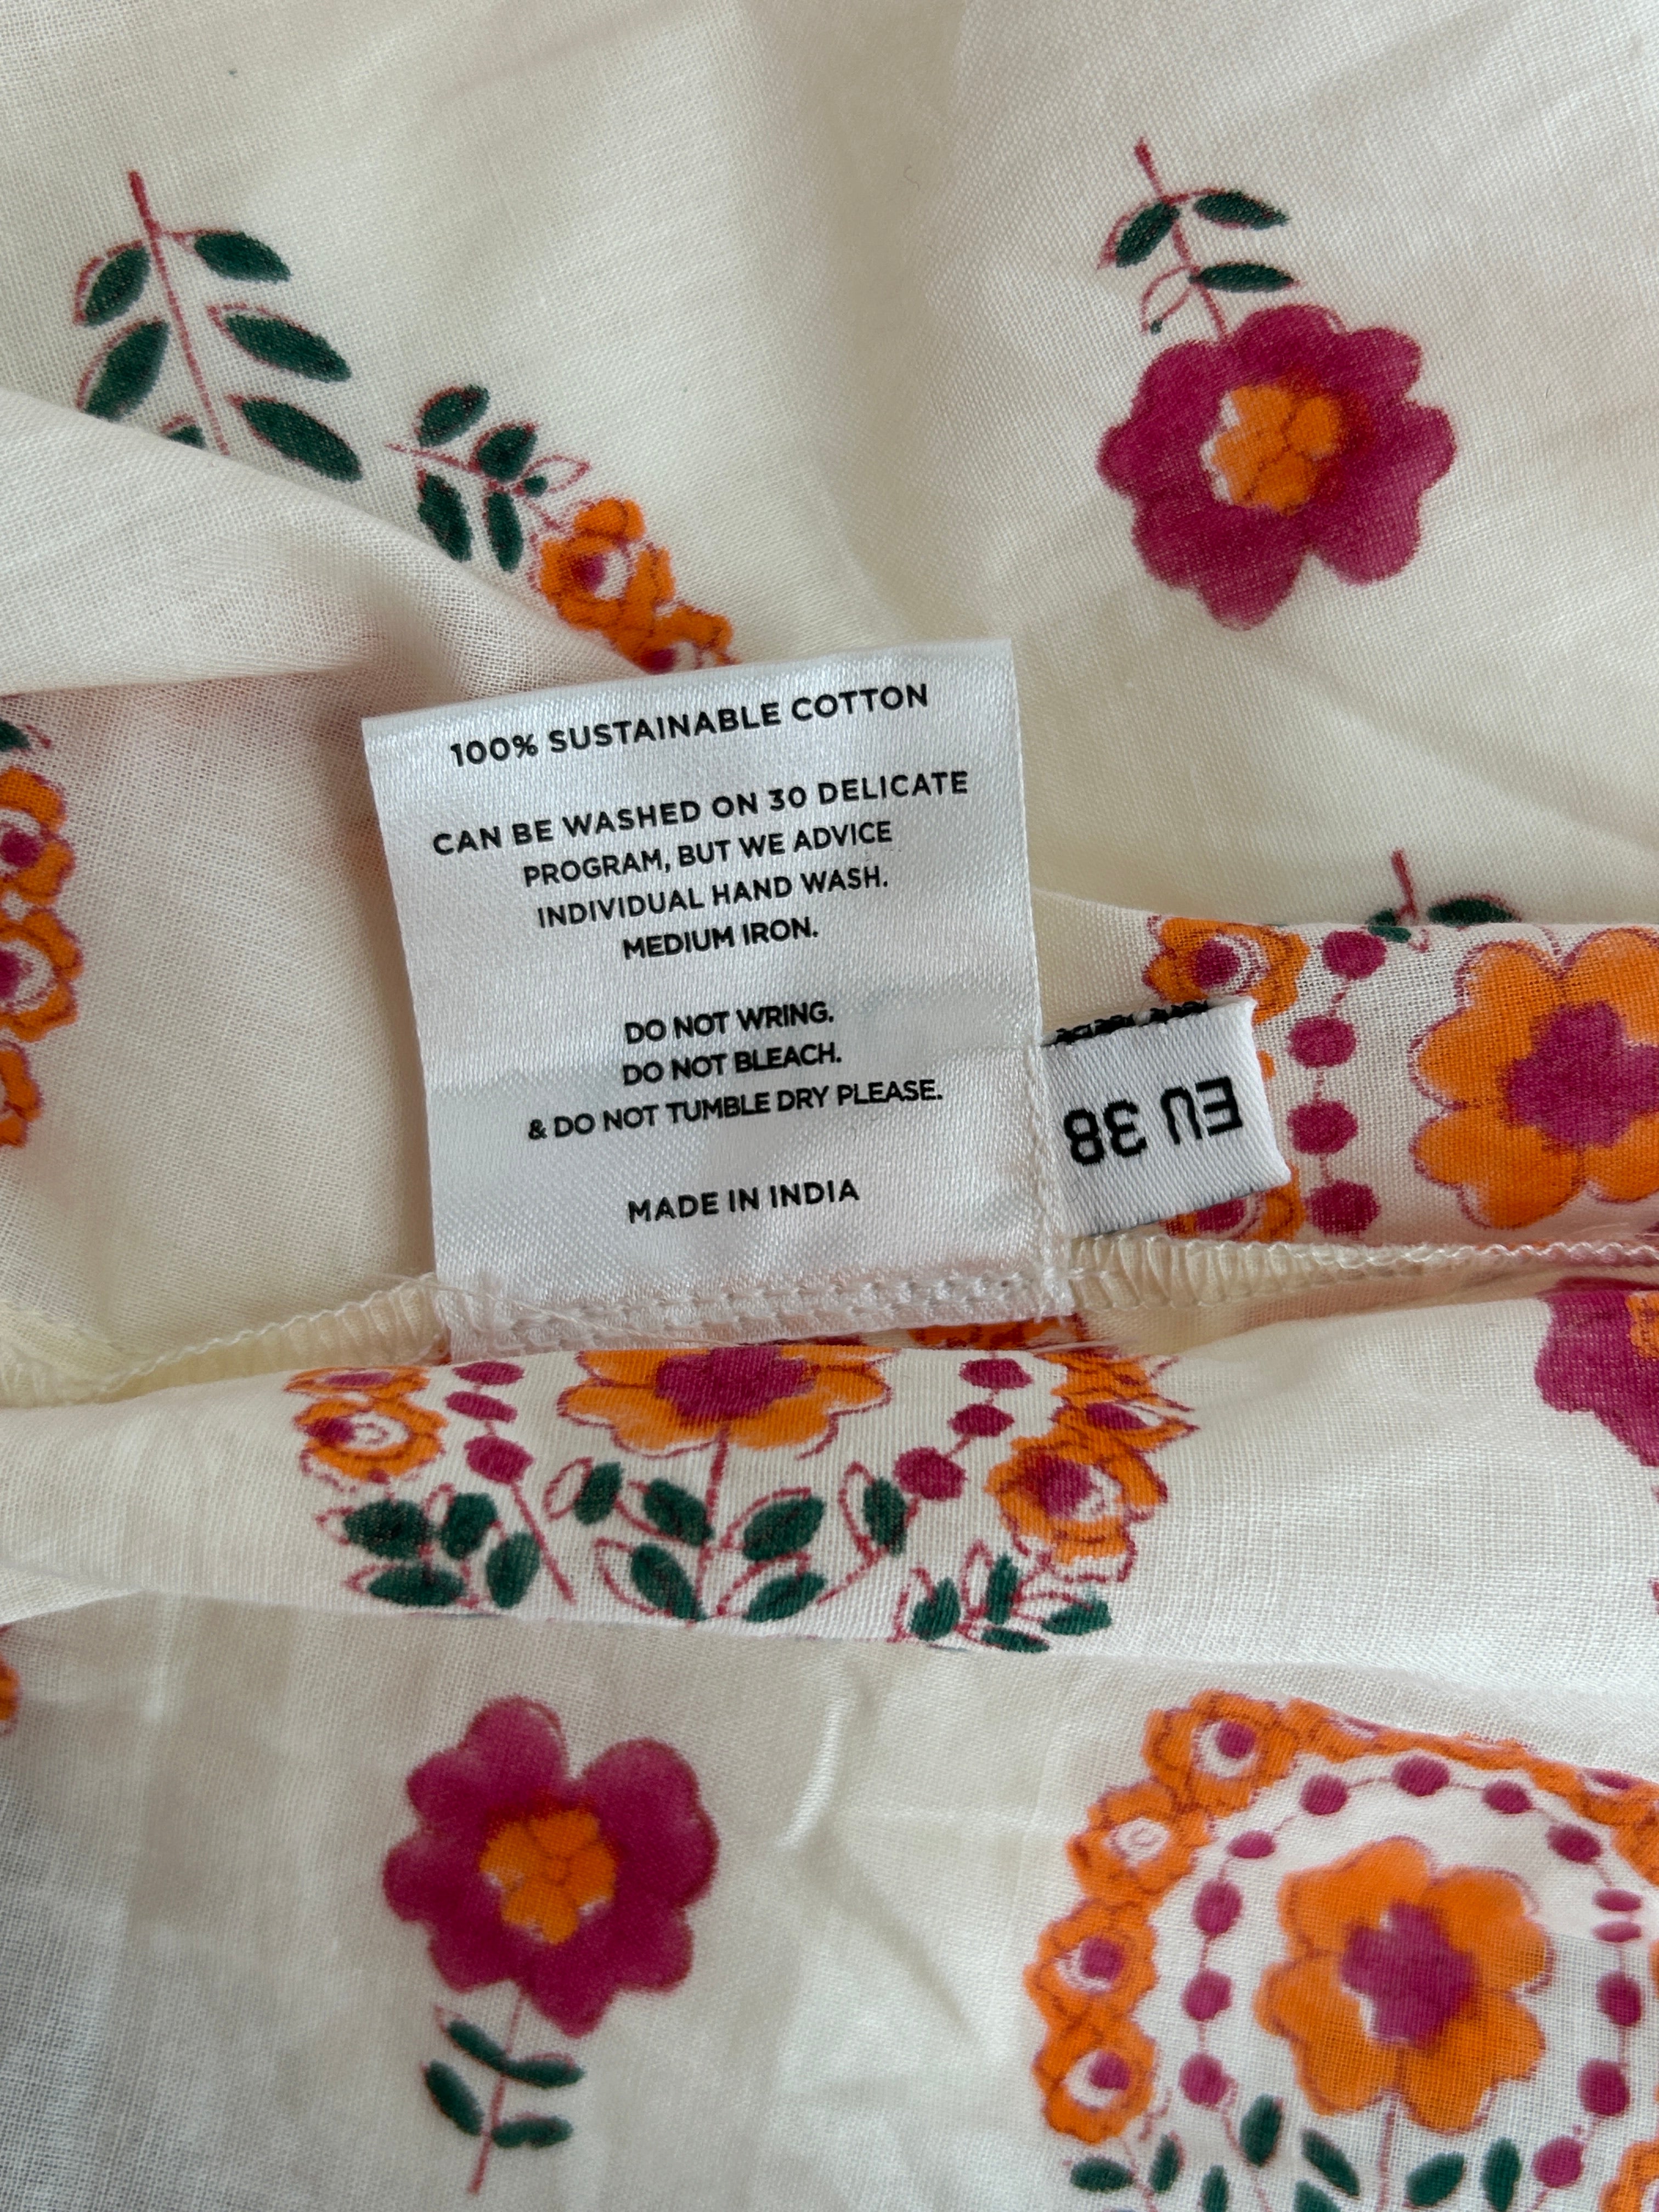 100% SUSTAINABLE COTTON
CAN BE WASHED ON 30 DELICATE
PROGRAM, BUT WE ADVICE
INDIVIDUAL HAND WASH.
MEDIUM IRON.
DO NOT WRING.
DO NOT BLEACH.
& DO NOT TUMBLE DRY PLEASE.
MADE IN INDIA
EU 38